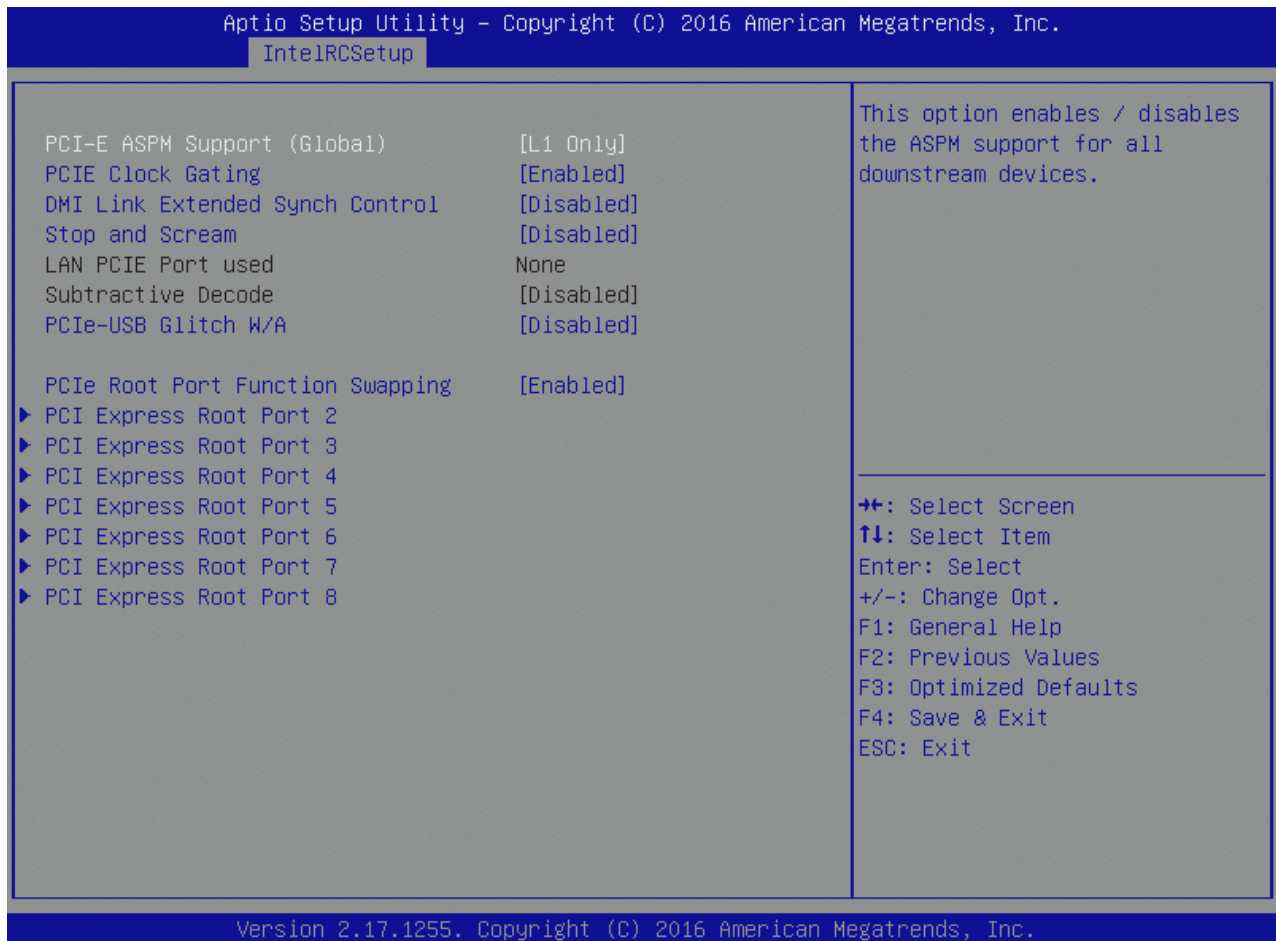 Aptio Setup Utility – Copyright (C) 2016 American Megatrends, Inc.
IntelRCSetup
PCI-E ASPM Support (Global) [L1 Only]
PCIE Clock Gating [Enabled]
DMI Link Extended Synch Control [Disabled]
Stop and Scream [Disabled]
LAN PCIE Port used None
Subtractive Decode [Disabled]
PCIe-USB Glitch W/A [Disabled]
PCIe Root Port Function Swapping [Enabled]
PCI Express Root Port 2
PCI Express Root Port 3
PCI Express Root Port 4
PCI Express Root Port 5
PCI Express Root Port 6
PCI Express Root Port 7
PCI Express Root Port 8
This option enables / disables
the ASPM support for all
downstream devices.
→←: Select Screen
↑↓: Select Item
Enter: Select
+/-: Change Opt.
F1: General Help
F2: Previous Values
F3: Optimized Defaults
F4: Save & Exit
ESC: Exit
Version 2.17.1255. Copyright (C) 2016 American Megatrends, Inc.